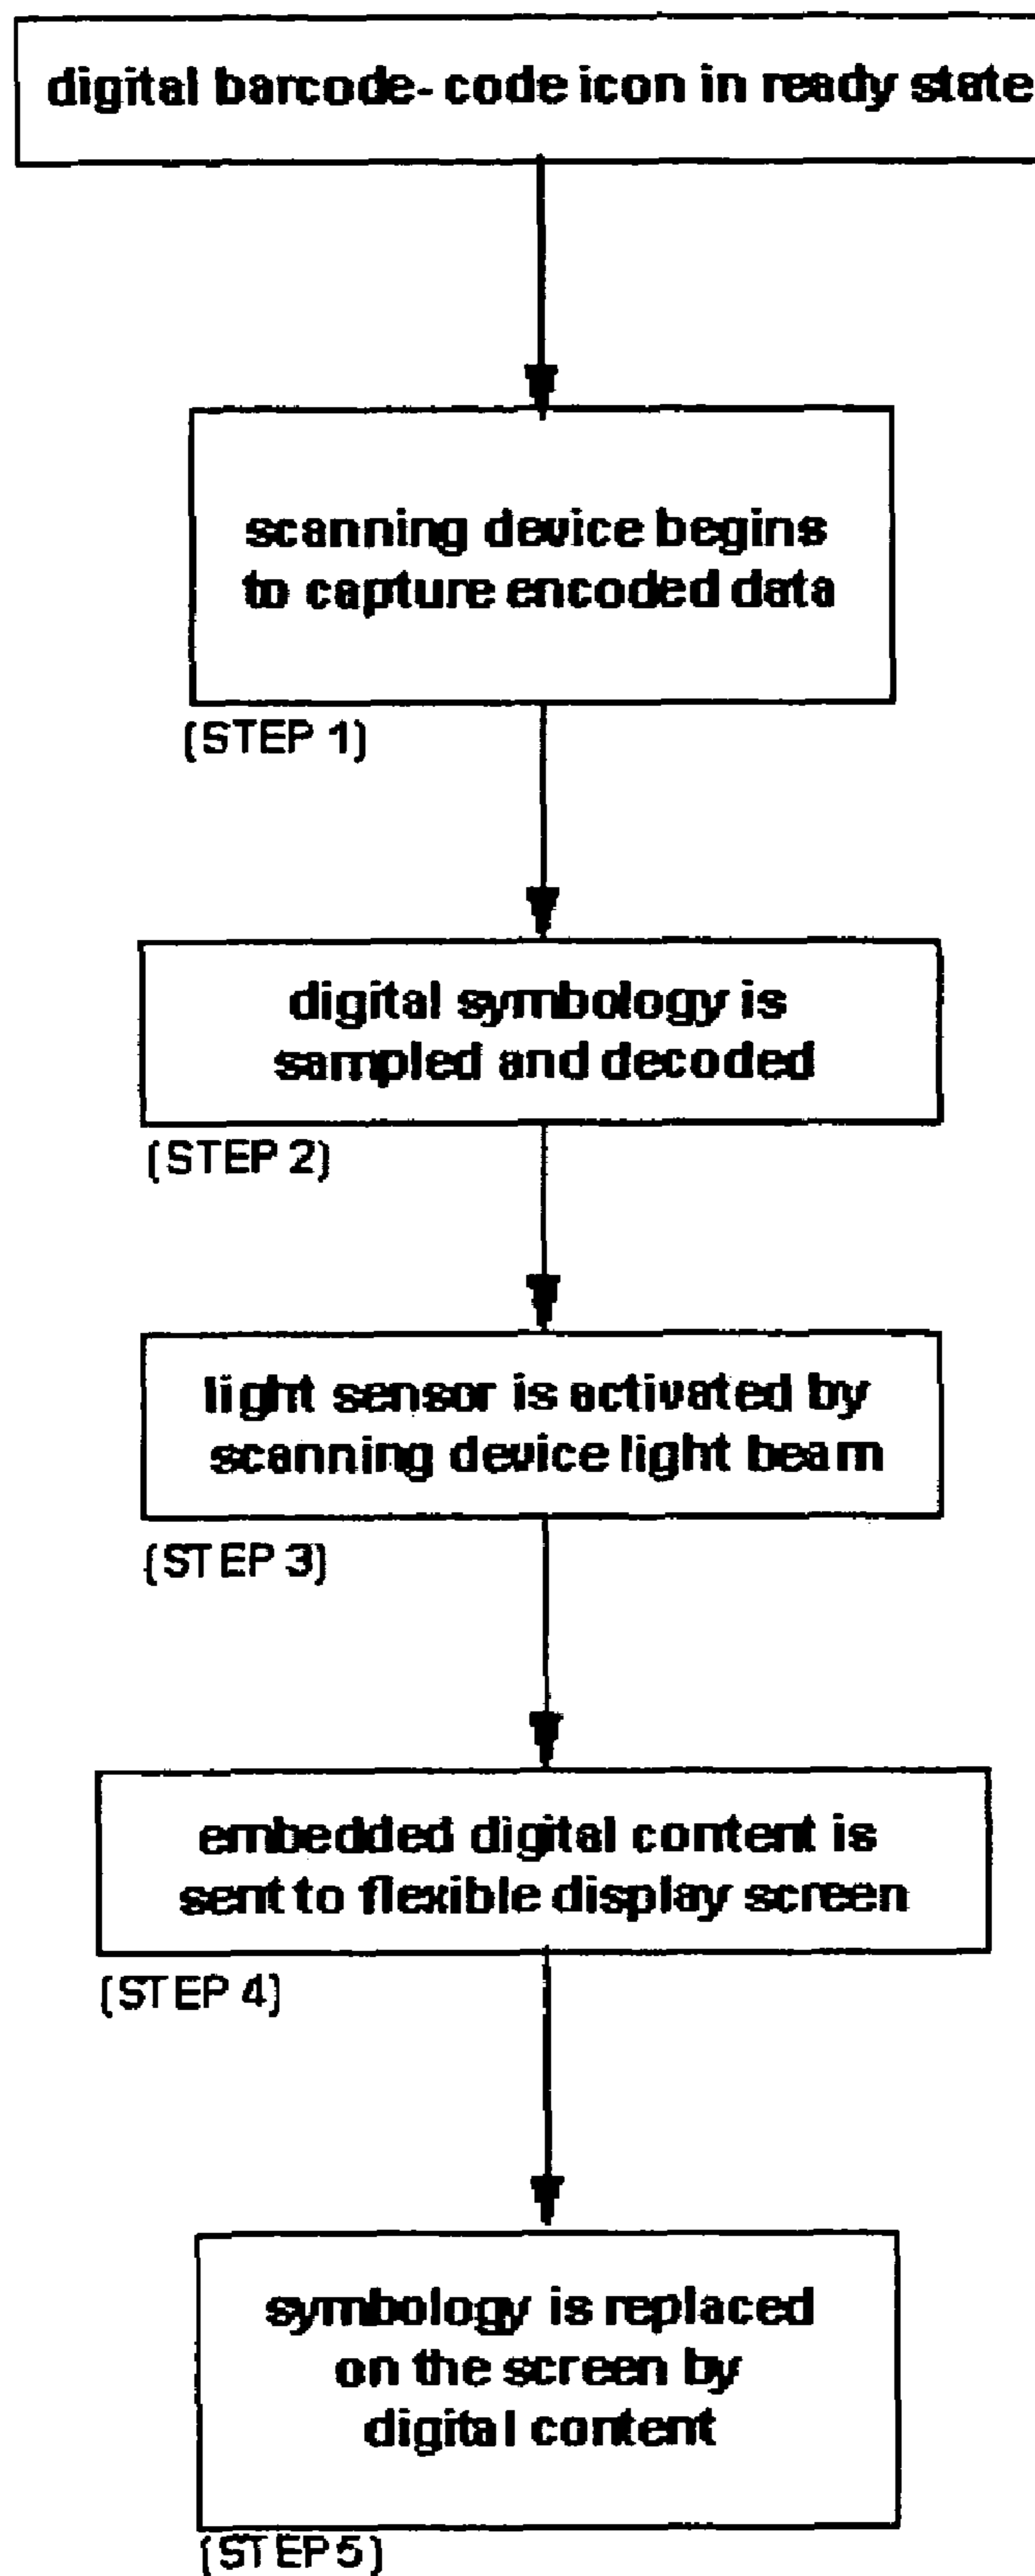 digital barcode- code icon in ready state
scanning device begins
to capture encoded data
(STEP 1)
digital symbology is
sampled and decoded
(STEP 2)
light sensor is activated by
scanning device light beam
(STEP 3)
embedded digital content is
sent to flexible display screen
(STEP 4)
symbology is replaced
on the screen by
digital content
(STEP 5)